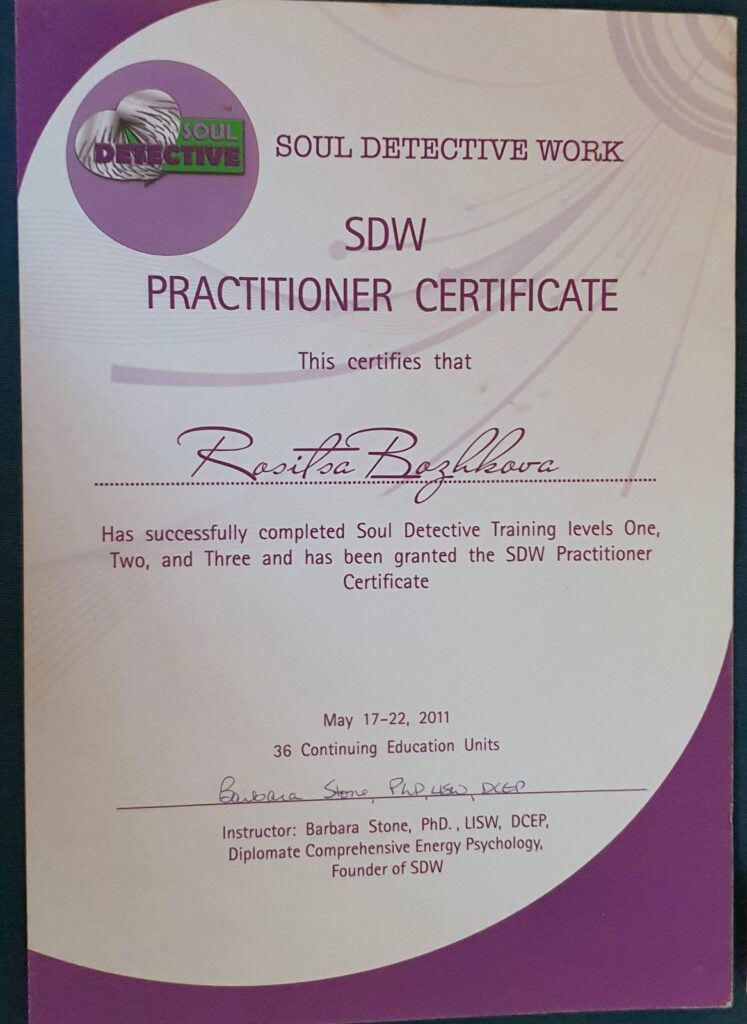 SOUL
DETECTIVE
TM
SOUL DETECTIVE WORK
SDW
PRACTITIONER CERTIFICATE
This certifies that
Rositsa Bozhkova
Has successfully completed Soul Detective Training levels One,
Two, and Three and has been granted the SDW Practitioner
Certificate
May 17-22, 2011
36 Continuing Education Units
Barbara Stone, PhD, LISW, DCEP
Instructor: Barbara Stone, PhD. , LISW, DCEP,
Diplomate Comprehensive Energy Psychology,
Founder of SDW